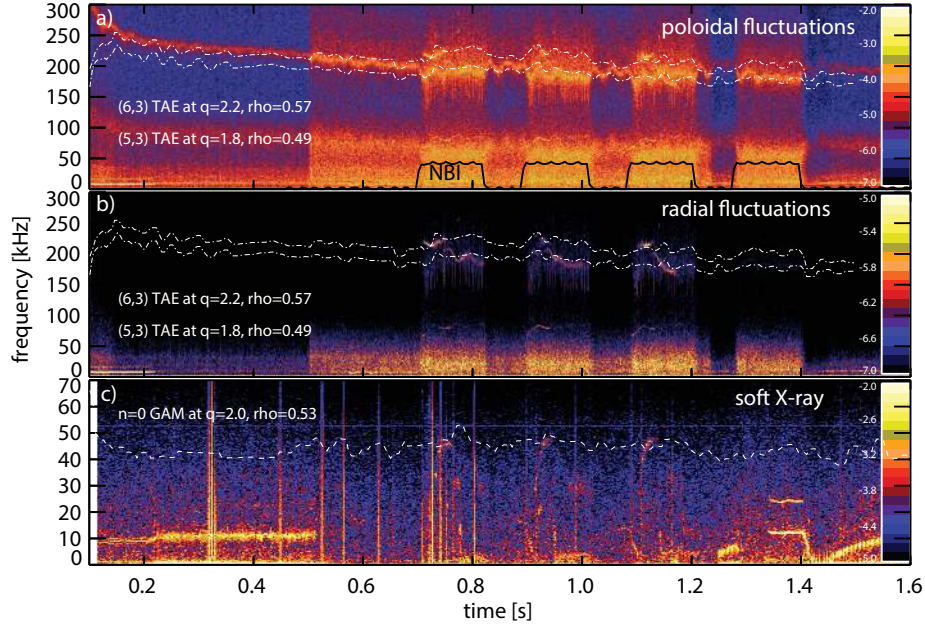 a)
poloidal fluctuations
300
250
200
150
100
50
0
(6,3) TAE at q=2.2, rho=0.57
(5,3) TAE at q=1.8, rho=0.49
NBI
-2.0
-3.0
-4.0
-5.0
-6.0
-7.0
b)
radial fluctuations
300
250
200
150
100
50
0
(6,3) TAE at q=2.2, rho=0.57
(5,3) TAE at q=1.8, rho=0.49
-5.0
-5.4
-5.8
-6.2
-6.6
-7.0
frequency [kHz]
c)
soft X-ray
n=0 GAM at q=2.0, rho=0.53
70
60
50
40
30
20
10
0
-2.0
-2.6
-3.2
-3.8
-4.4
-5.0
0.2 0.4 0.6 0.8 1.0 1.2 1.4 1.6
time [s]